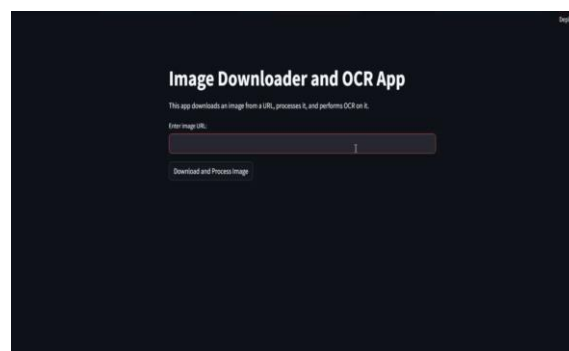 Image Downloader and OCR App
This app downloads an image from a URL, processes it, and performs OCR on it.
Enter Image URL:
Download and Process Image